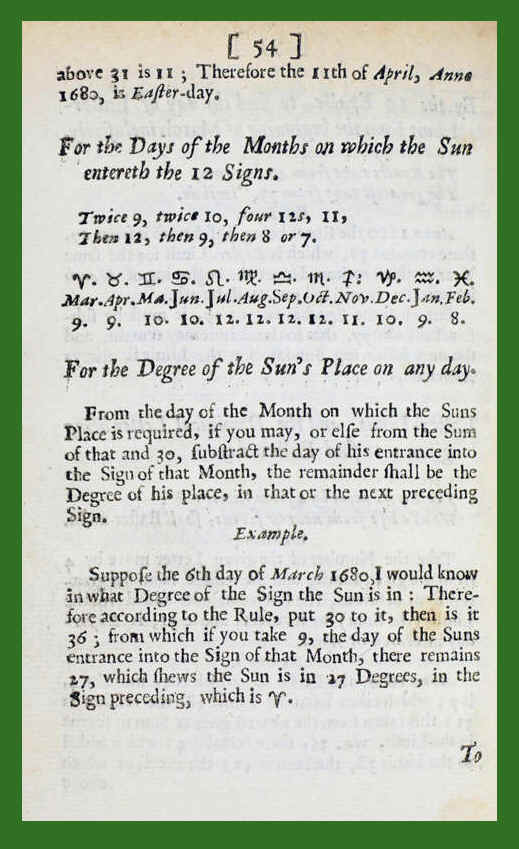 [ 54 ]
above 31 is 11 ; Therefore the 11th of April, Anno
1680, is Eaſter-day.
For the Days of the Months on which the Sun
entereth the 12 Signs.
Twice 9, twice 10, four 12s, 11,
Then 12, then 9, then 8 or 7.
♈. ♉. ♊. ♋. ♌. ♍. ♎. ♏. ♐: ♑. ♒. ♓.
Mar.Apr.Ma.Jun.Jul.Aug.Sep.Oct.Nov.Dec.Jan.Feb.
9. 9. 10. 10. 12. 12. 12. 12. 11. 10. 9. 8.
For the Degree of the Sun's Place on any day.
From the day of the Month on which the Suns
Place is required, if you may, or elſe from the Sum
of that and 30, ſubſtract the day of his entrance into
the Sign of that Month, the remainder ſhall be the
Degree of his place, in that or the next preceding
Sign.
Example.
Suppoſe the 6th day of March 1680, I would know
in what Degree of the Sign the Sun is in : There-
fore according to the Rule, put 30 to it, then is it
36 ; from which if you take 9, the day of the Suns
entrance into the Sign of that Month, there remains
27, which ſhews the Sun is in 27 Degrees, in the
Sign preceding, which is ♈.
To